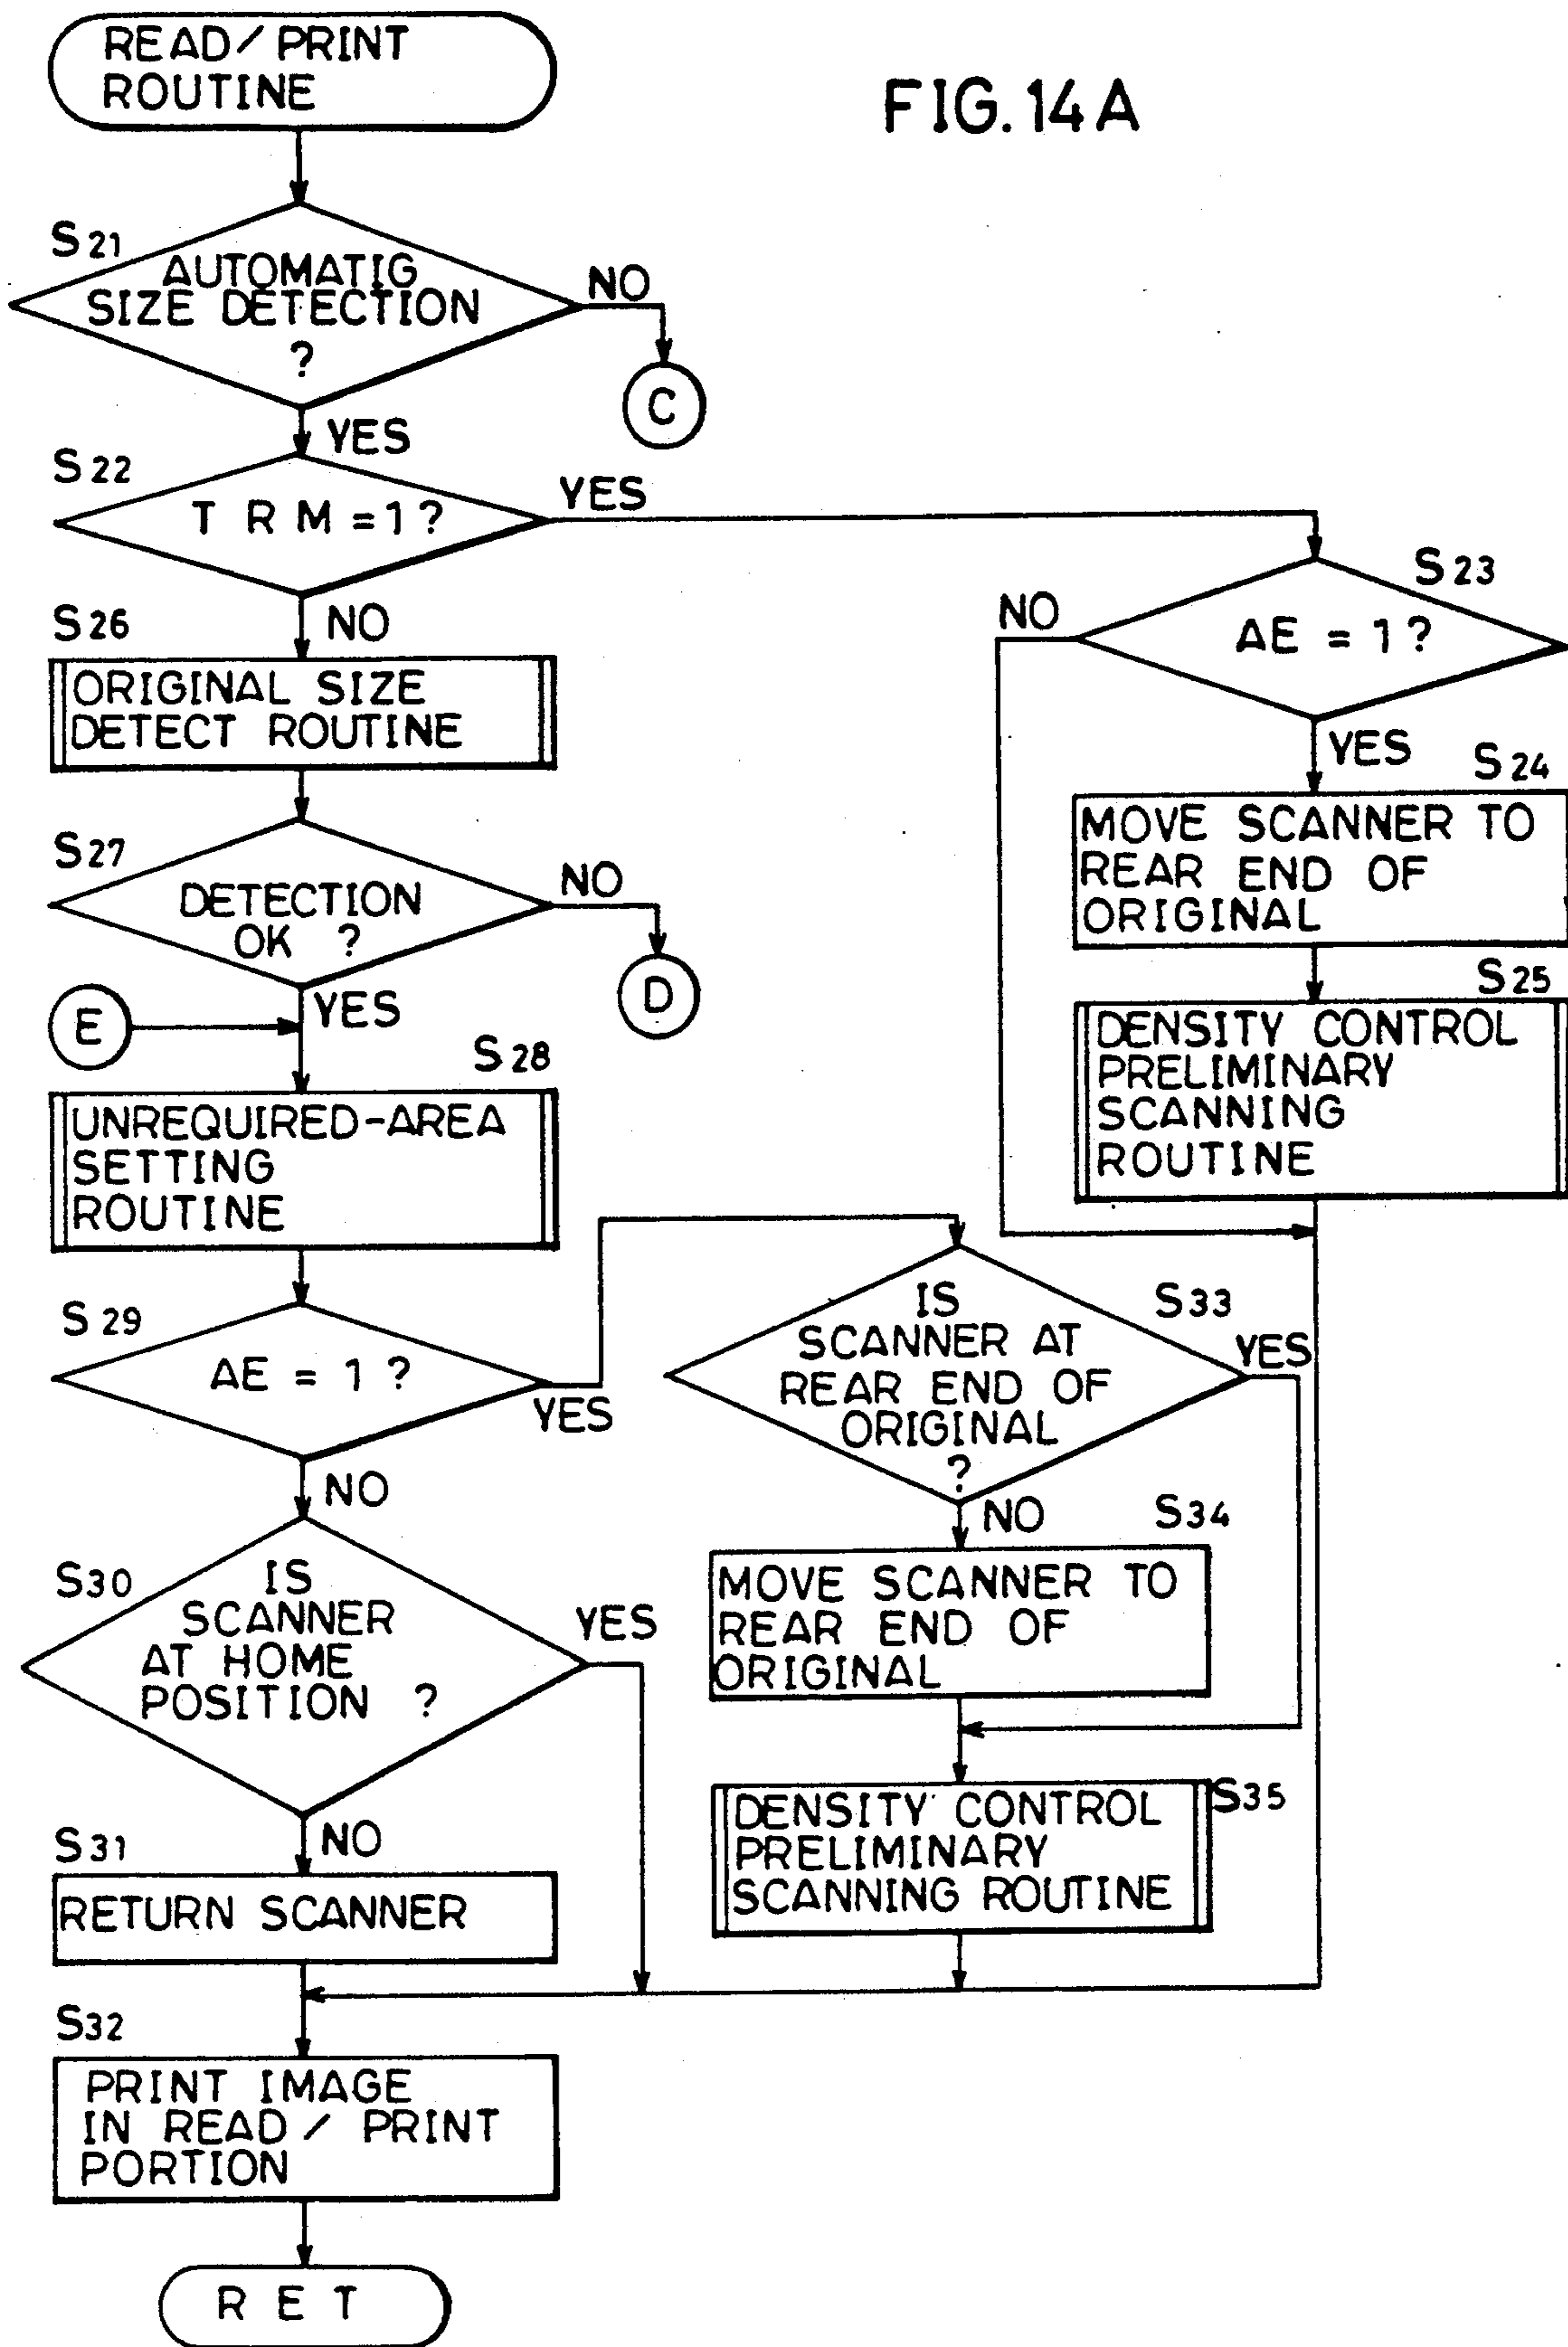 READ/PRINT
ROUTINE
FIG. 14A
S21
AUTOMATIG
SIZE DETECTION
?
NO
C
YES
S22
T R M = 1 ?
YES
NO
S23
AE = 1 ?
NO
YES
S24
MOVE SCANNER TO
REAR END OF
ORIGINAL
S25
DENSITY CONTROL
PRELIMINARY
SCANNING
ROUTINE
S26
ORIGINAL SIZE
DETECT ROUTINE
S27
DETECTION
OK ?
NO
D
YES
E
S28
UNREQUIRED-AREA
SETTING
ROUTINE
S29
AE = 1 ?
YES
NO
S33
IS
SCANNER AT
REAR END OF
ORIGINAL
?
YES
NO
S34
MOVE SCANNER TO
REAR END OF
ORIGINAL
S35
DENSITY CONTROL
PRELIMINARY
SCANNING ROUTINE
S30
IS
SCANNER
AT HOME
POSITION ?
YES
NO
S31
RETURN SCANNER
S32
PRINT IMAGE
IN READ / PRINT
PORTION
R E T